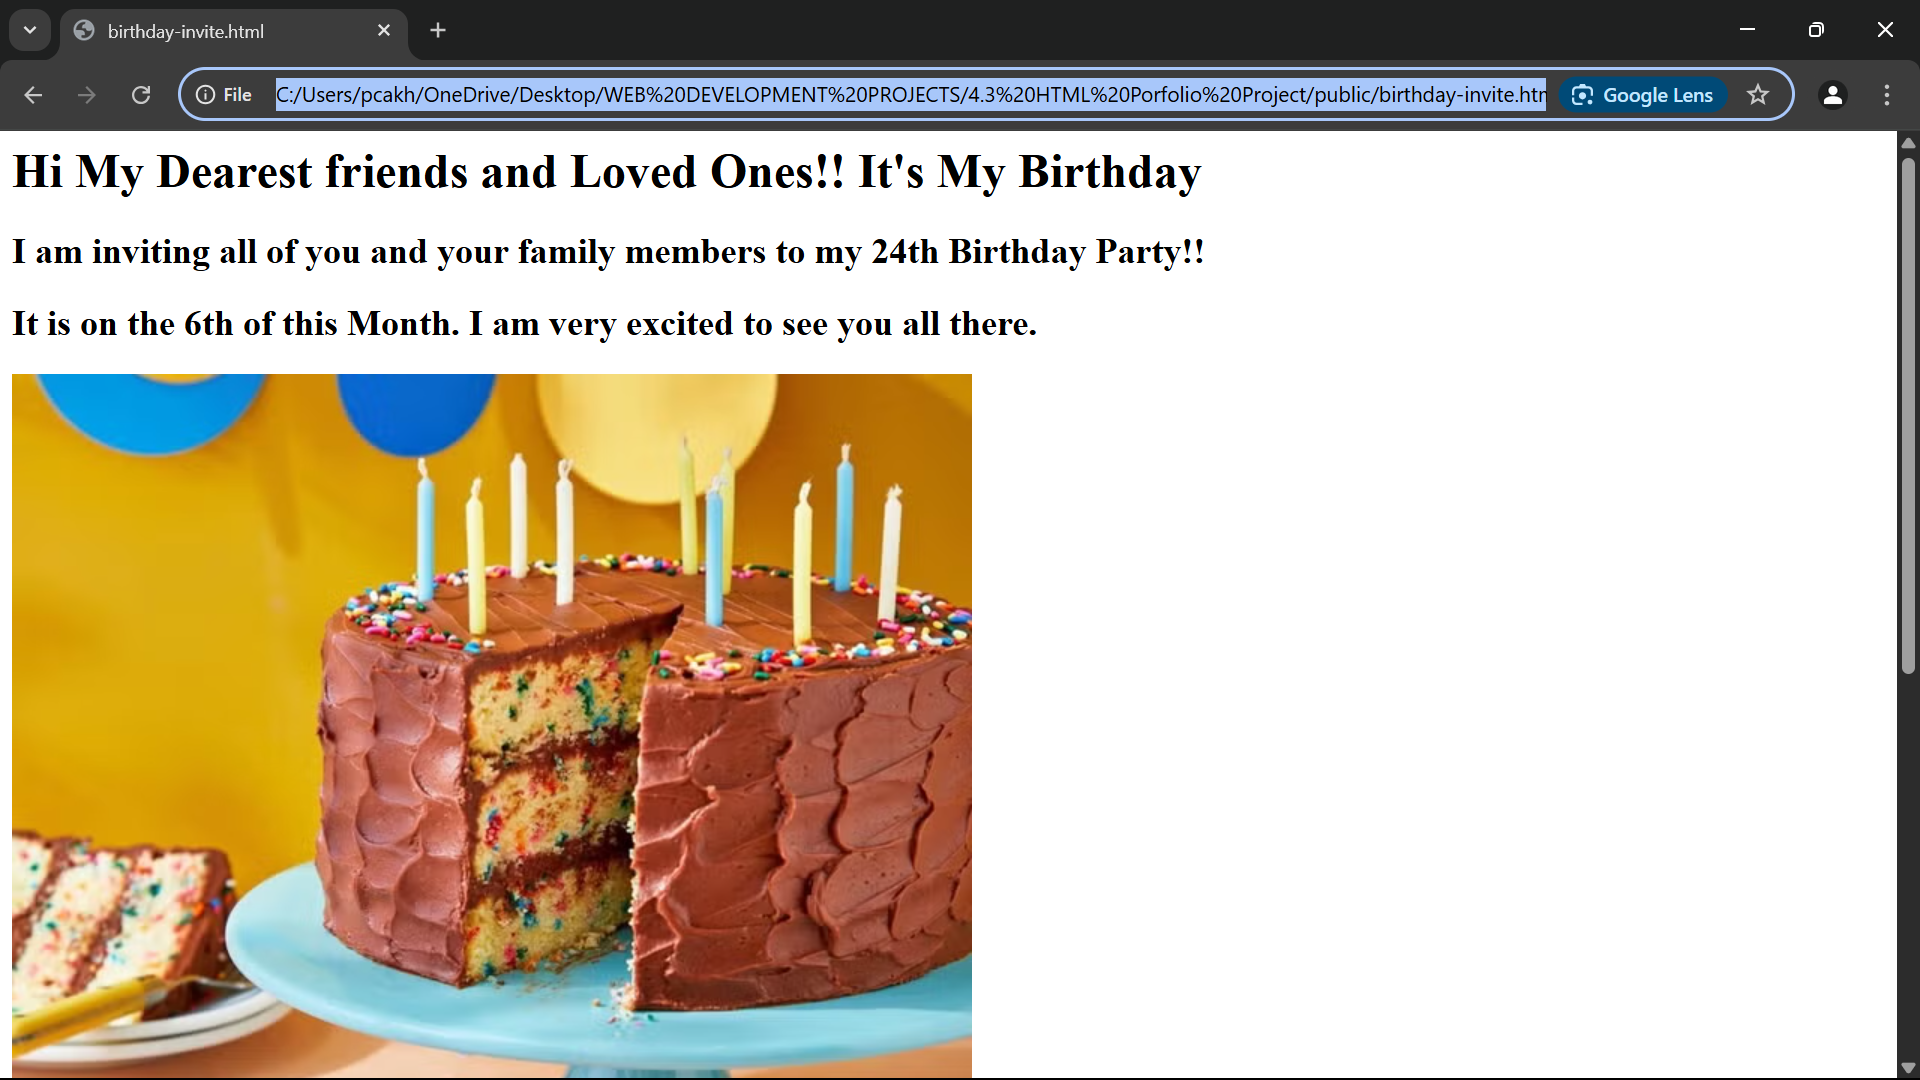 birthday-invite.html
File C:/Users/pcakh/OneDrive/Desktop/WEB%20DEVELOPMENT%20PROJECTS/4.3%20HTML%20Porfolio%20Project/public/birthday-invite.htm Google Lens
Hi My Dearest friends and Loved Ones!! It's My Birthday
I am inviting all of you and your family members to my 24th Birthday Party!!
It is on the 6th of this Month. I am very excited to see you all there.